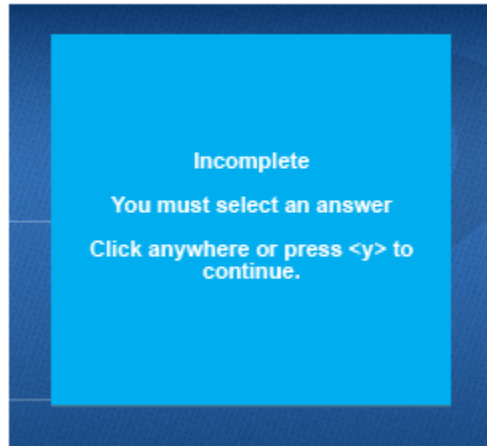 Incomplete
You must select an answer
Click anywhere or press <y> to
continue.